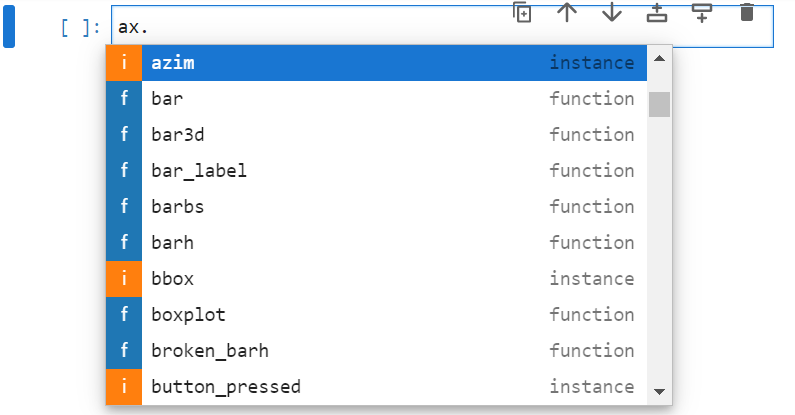 [ ]: ax.
i azim instance
f bar function
f bar3d function
f bar_label function
f barbs function
f barh function
i bbox instance
f boxplot function
f broken_barh function
i button_pressed instance